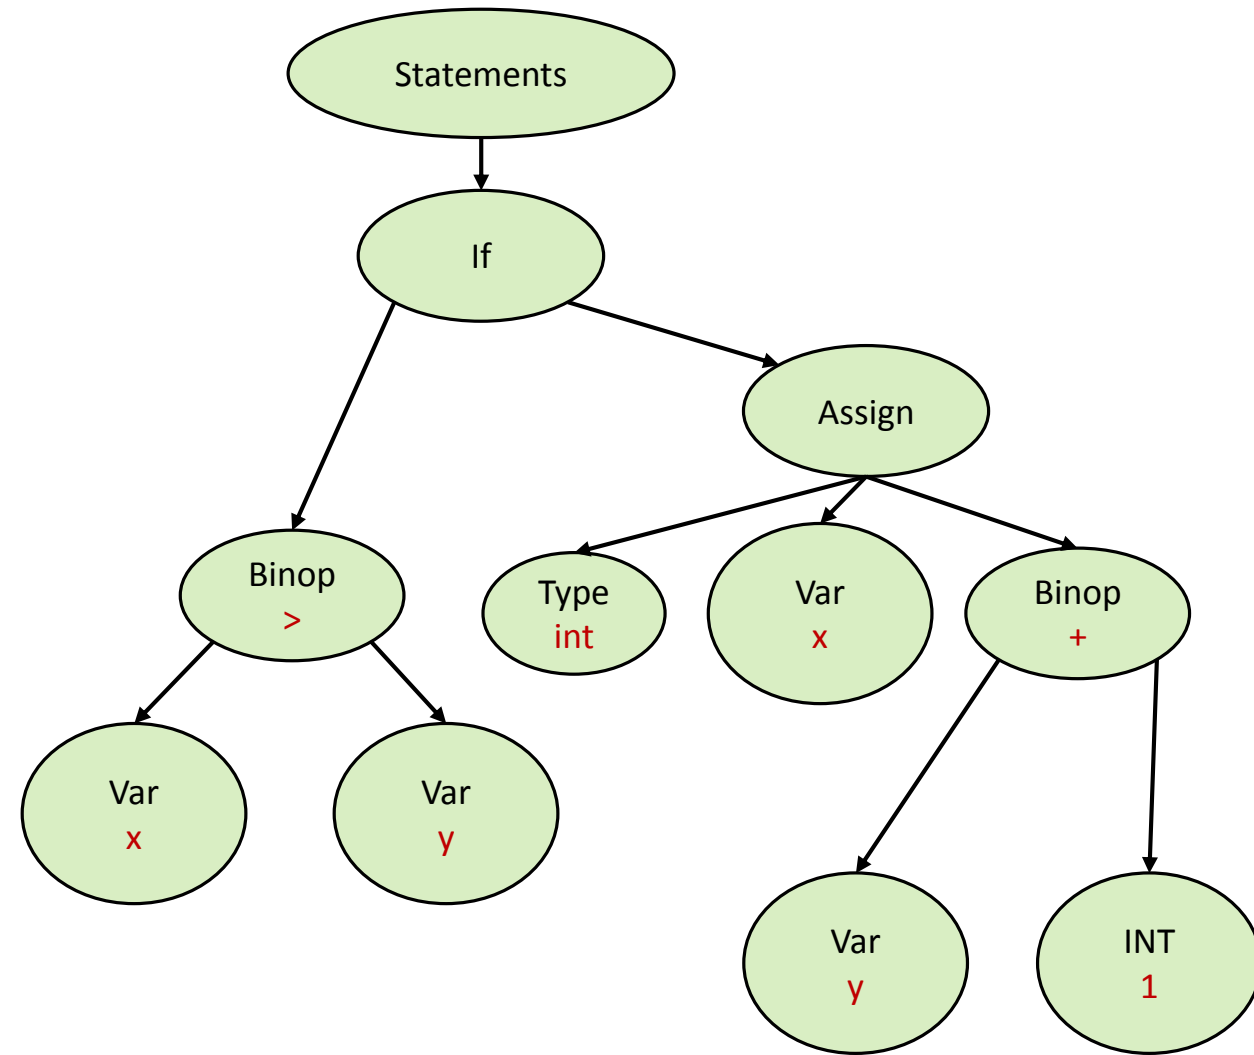 Statements
If
Assign
Binop
>
Type
int
Var
x
Binop
+
Var
x
Var
y
Var
y
INT
1